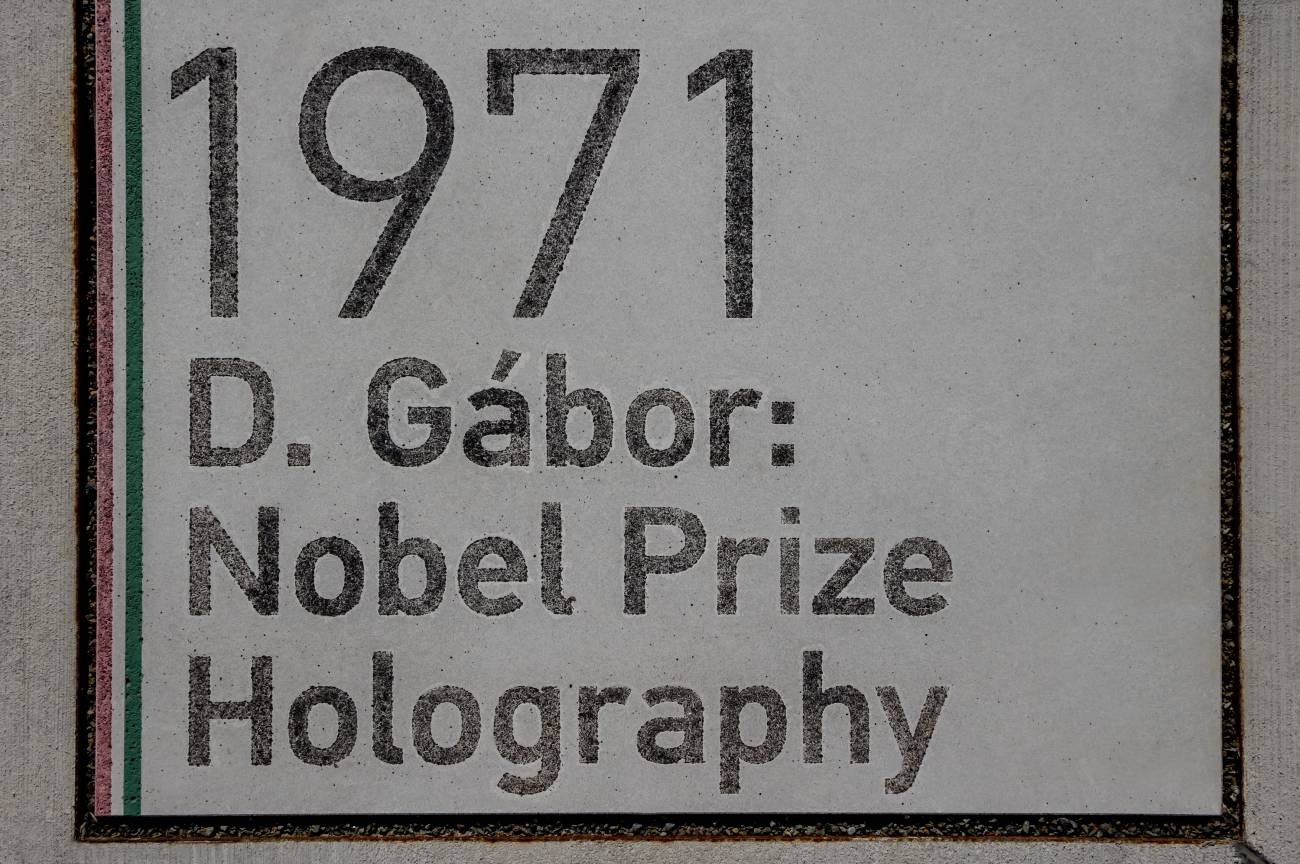 1971
D. Gábor:
Nobel Prize
Holography